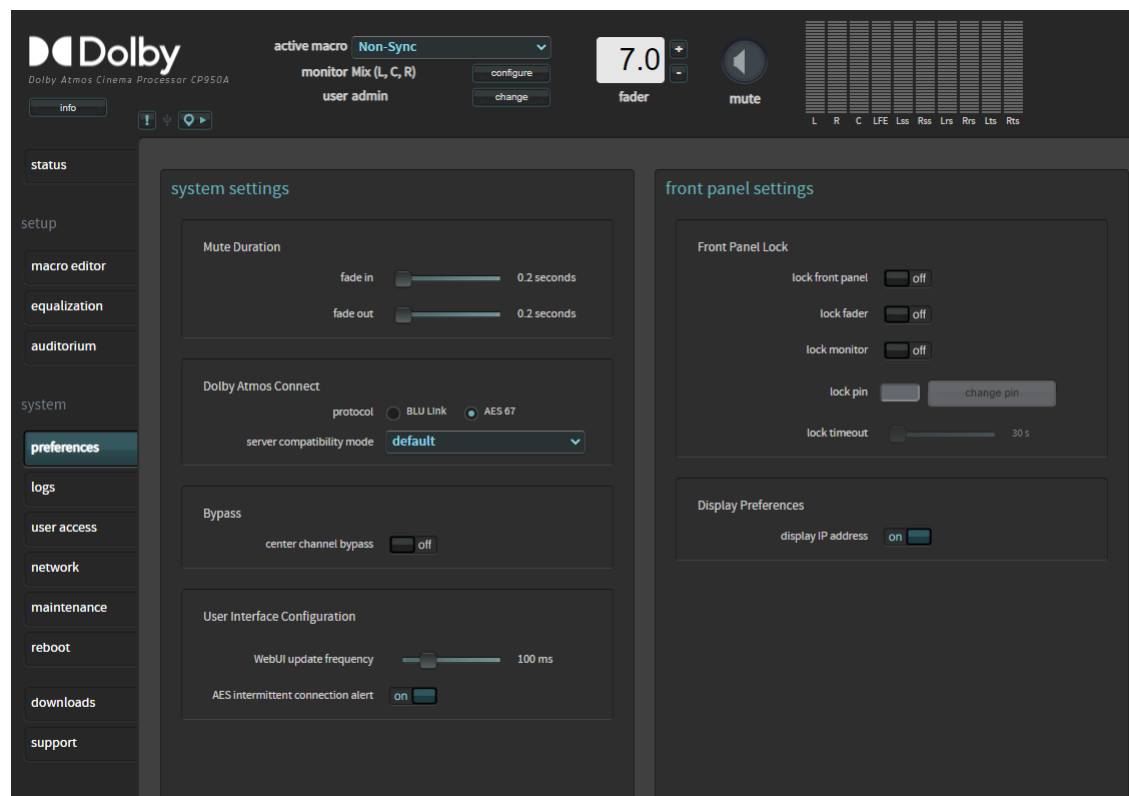 Dolby
Dolby Atmos Cinema Processor CP950A
info
active macro Non-Sync
monitor Mix (L, C, R) configure
user admin change
7.0 + -
fader
mute
L R C LFE Lss Rss Lrs Rrs Lts Rts
status
setup
macro editor
equalization
auditorium
system
preferences
logs
user access
network
maintenance
reboot
downloads
support
system settings
Mute Duration
fade in 0.2 seconds
fade out 0.2 seconds
Dolby Atmos Connect
protocol BLU Link AES 67
server compatibility mode default
Bypass
center channel bypass off
User Interface Configuration
WebUI update frequency 100 ms
AES intermittent connection alert on
front panel settings
Front Panel Lock
lock front panel off
lock fader off
lock monitor off
lock pin change pin
lock timeout 30 s
Display Preferences
display IP address on